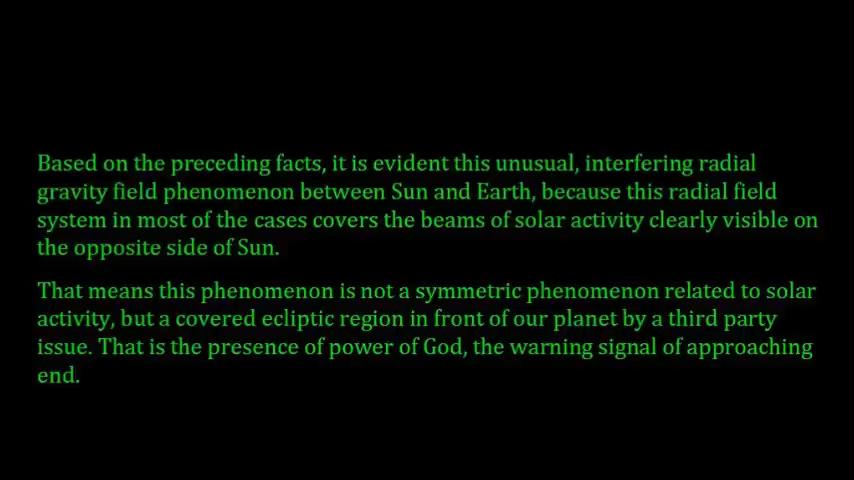 Based on the preceding facts, it is evident this unusual, interfering radial
gravity field phenomenon between Sun and Earth, because this radial field
system in most of the cases covers the beams of solar activity clearly visible on
the opposite side of Sun.
That means this phenomenon is not a symmetric phenomenon related to solar
activity, but a covered ecliptic region in front of our planet by a third party
issue. That is the presence of power of God, the warning signal of approaching
end.